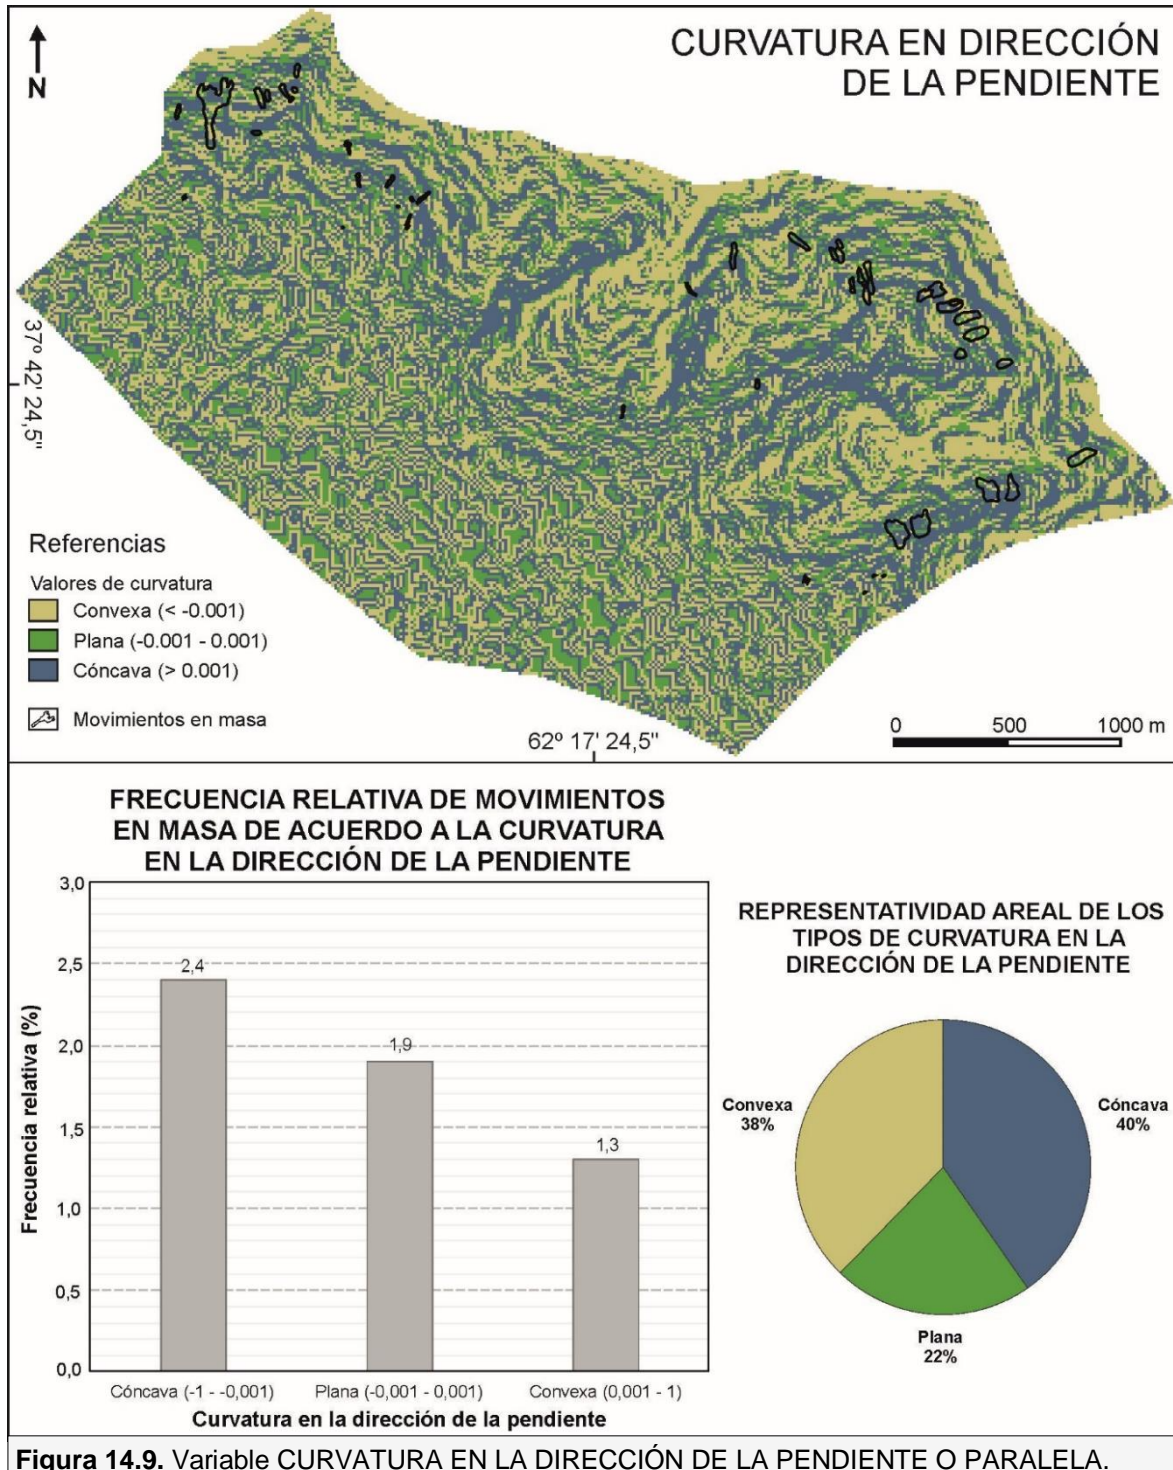 CURVATURA EN DIRECCIÓN
DE LA PENDIENTE
N
37º 42' 24,5"
Referencias
Valores de curvatura
Convexa (< -0.001)
Plana (-0.001 - 0.001)
Cóncava (> 0.001)
Movimientos en masa
62º 17' 24,5"
0 500 1000 m
FRECUENCIA RELATIVA DE MOVIMIENTOS
EN MASA DE ACUERDO A LA CURVATURA
EN LA DIRECCIÓN DE LA PENDIENTE
Frecuencia relativa (%)
3,0
2,5
2,0
1,5
1,0
0,5
0,0
2,4
1,9
1,3
Cóncava (-1 - -0,001) Plana (-0,001 - 0,001) Convexa (0,001 - 1)
Curvatura en la dirección de la pendiente
REPRESENTATIVIDAD AREAL DE LOS
TIPOS DE CURVATURA EN LA
DIRECCIÓN DE LA PENDIENTE
Convexa
38%
Cóncava
40%
Plana
22%
Figura 14.9. Variable CURVATURA EN LA DIRECCIÓN DE LA PENDIENTE O PARALELA.